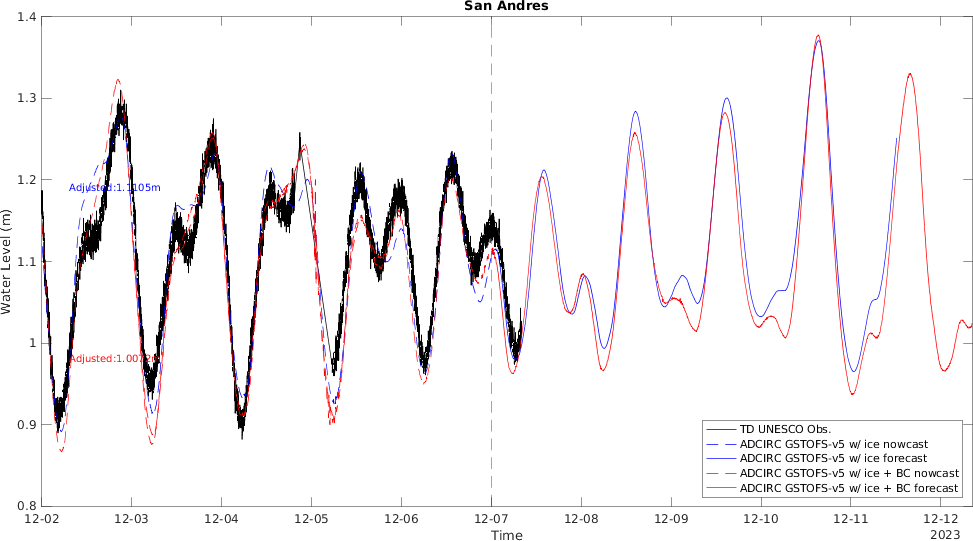 San Andres
1.4
1.3
1.2
1.1
1
0.9
0.8
Water Level (m)
Adjusted:1.1105m
12-02
12-03
12-04
12-05
12-06
12-07
12-08
12-09
12-10
12-11
12-12
2023
Time
TD UNESCO Obs.
ADCIRC GSTOFS-v5 w/ ice nowcast
ADCIRC GSTOFS-v5 w/ ice forecast
ADCIRC GSTOFS-v5 w/ ice + BC nowcast
ADCIRC GSTOFS-v5 w/ ice + BC forecast